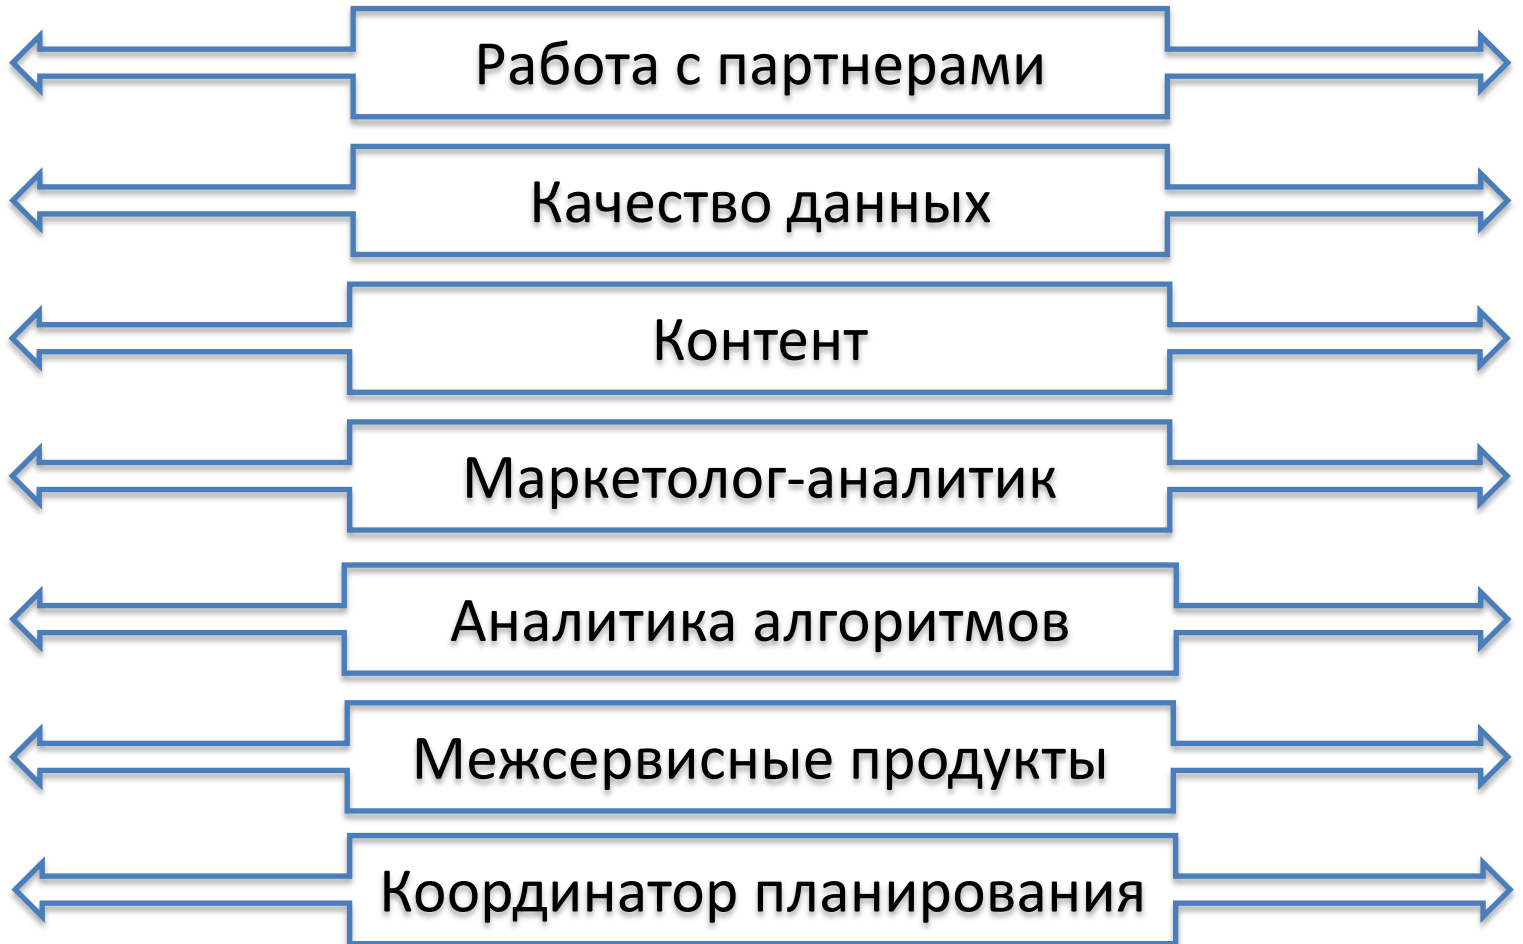 Работа с партнерами
Качество данных
Контент
Маркетолог-аналитик
Аналитика алгоритмов
Межсервисные продукты
Координатор планирования